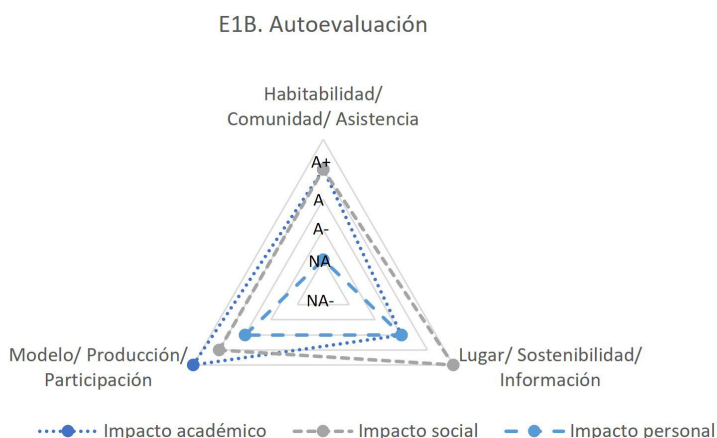 E1B. Autoevaluación
Habitabilidad/
Comunidad/ Asistencia
A+
A
A-
NA
NA-
Modelo/ Producción/
Participación
Lugar/ Sostenibilidad/
Información
Impacto académico
Impacto social
Impacto personal